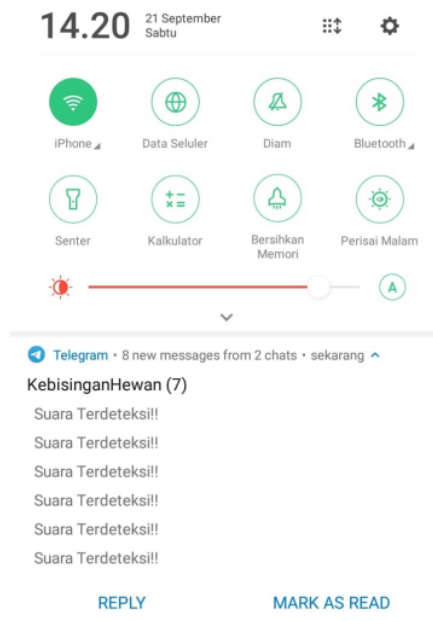 14.20
21 September
Sabtu
iPhone
Data Seluler
Diam
Bluetooth
Senter
Kalkulator
Bersihkan
Memori
Perisai Malam
A
Telegram • 8 new messages from 2 chats • sekarang
KebisinganHewan (7)
Suara Terdeteksi!!
Suara Terdeteksi!!
Suara Terdeteksi!!
Suara Terdeteksi!!
Suara Terdeteksi!!
Suara Terdeteksi!!
REPLY
MARK AS READ